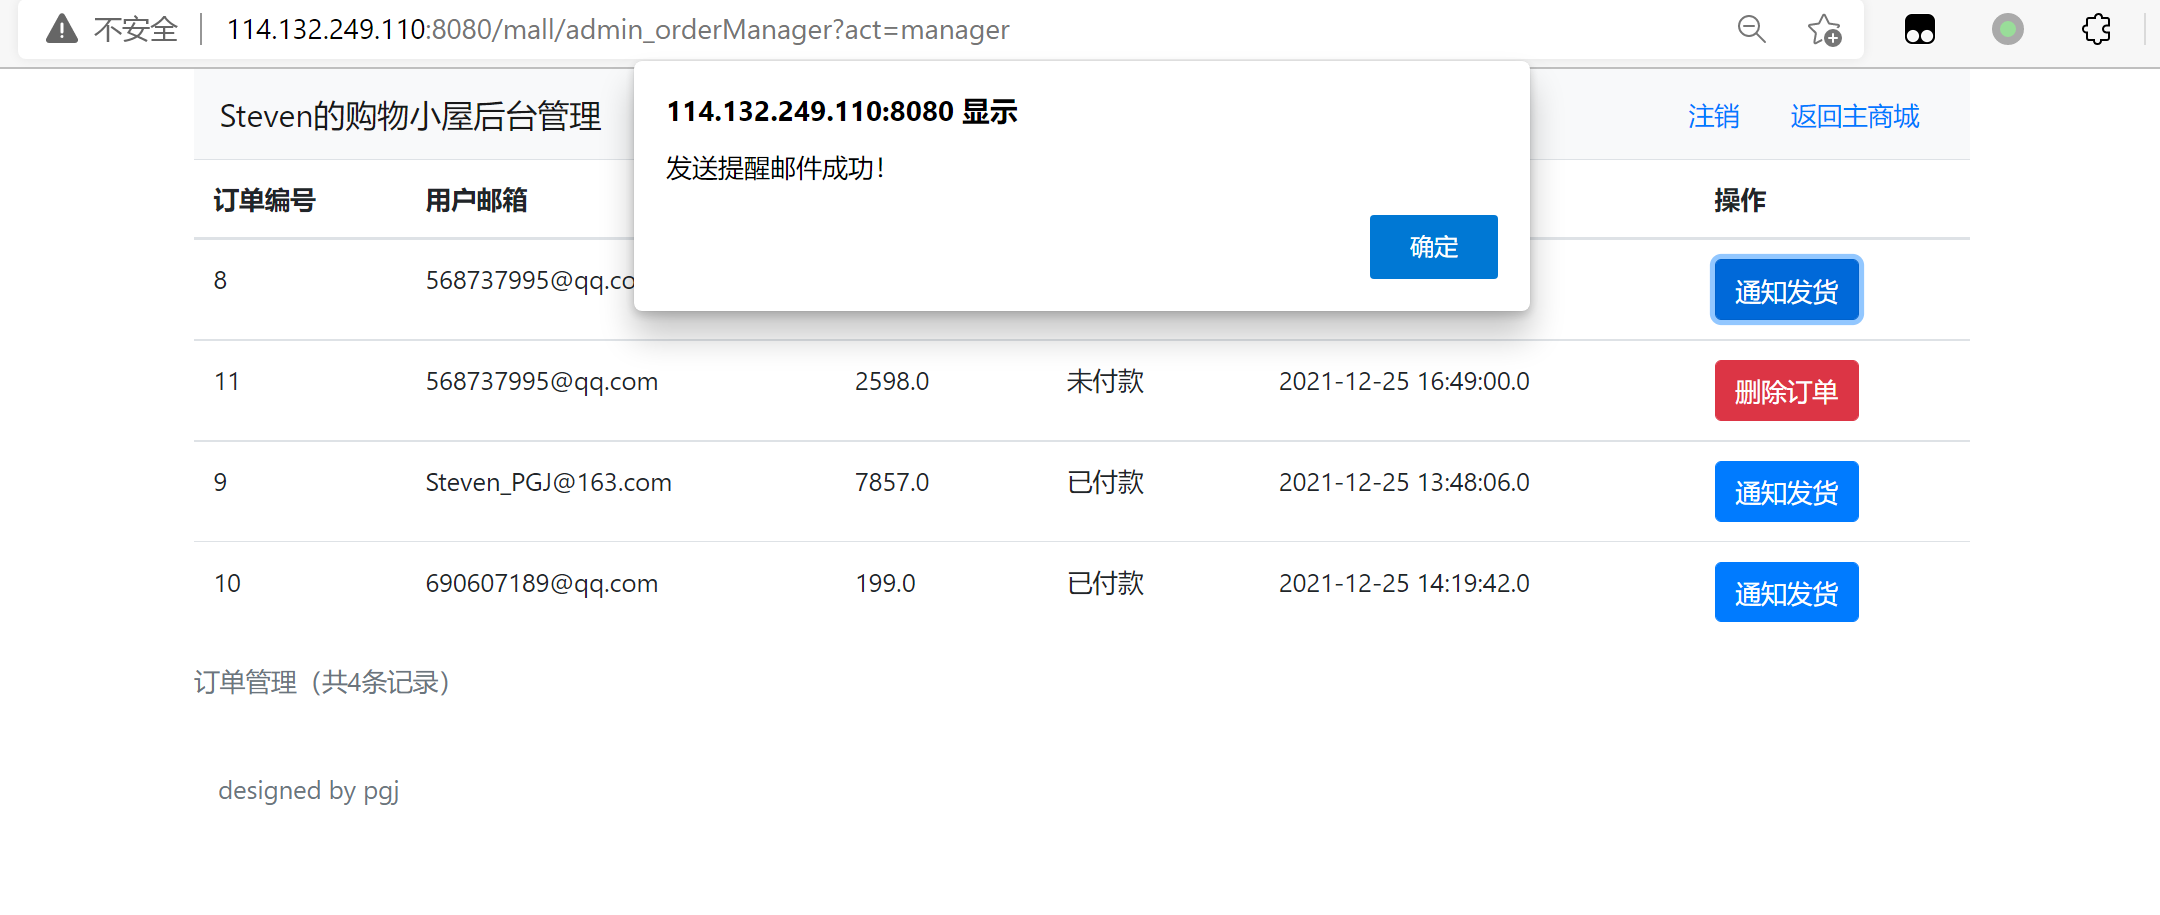 不安全 114.132.249.110:8080/mall/admin_orderManager?act=manager
Steven的购物小屋后台管理 注销 返回主商城
114.132.249.110:8080 显示
发送提醒邮件成功!
确定
订单编号 用户邮箱 操作
8 568737995@qq.co 通知发货
11 568737995@qq.com 2598.0 未付款 2021-12-25 16:49:00.0 删除订单
9 Steven_PGJ@163.com 7857.0 已付款 2021-12-25 13:48:06.0 通知发货
10 690607189@qq.com 199.0 已付款 2021-12-25 14:19:42.0 通知发货
订单管理（共4条记录）
designed by pgj